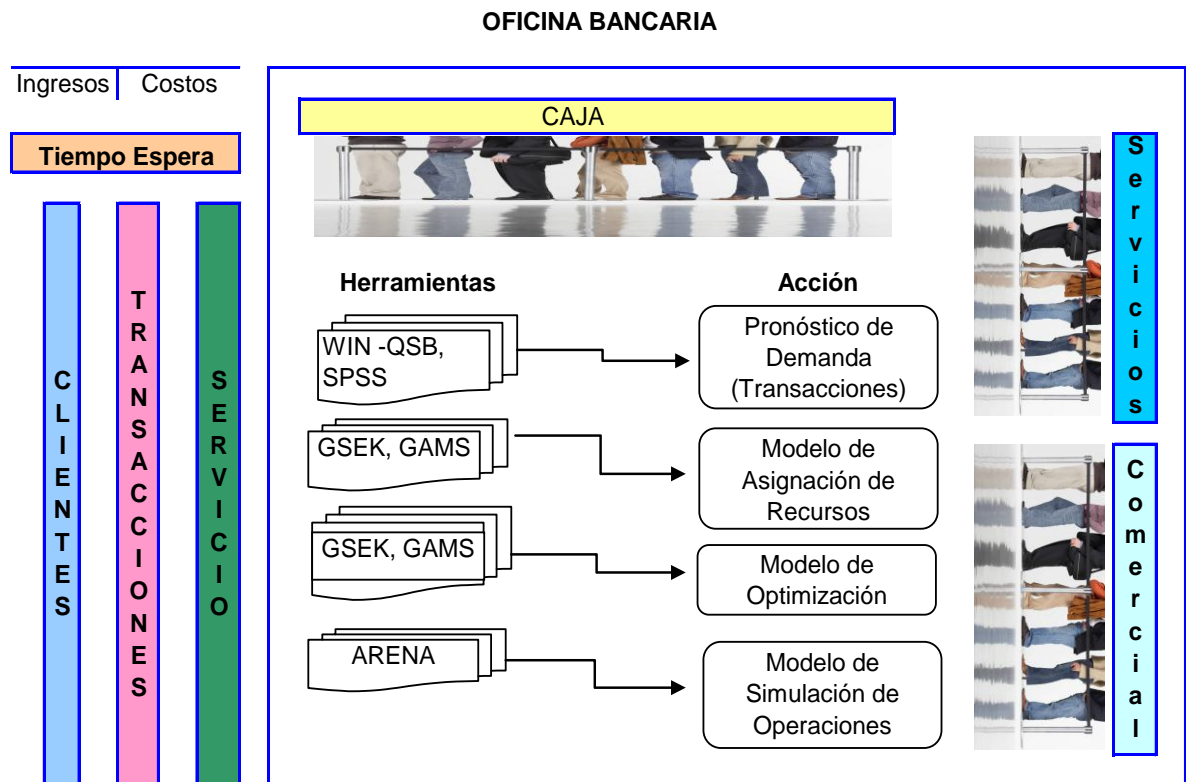 OFICINA BANCARIA
Ingresos Costos
Tiempo Espera
CLIENTES
TRANSACCIONES
SERVICIO
CAJA
Herramientas
Acción
WIN -QSB,
SPSS
Pronóstico de
Demanda
(Transacciones)
GSEK, GAMS
Modelo de
Asignación de
Recursos
GSEK, GAMS
Modelo de
Optimización
ARENA
Modelo de
Simulación de
Operaciones
Servicios
Comercial